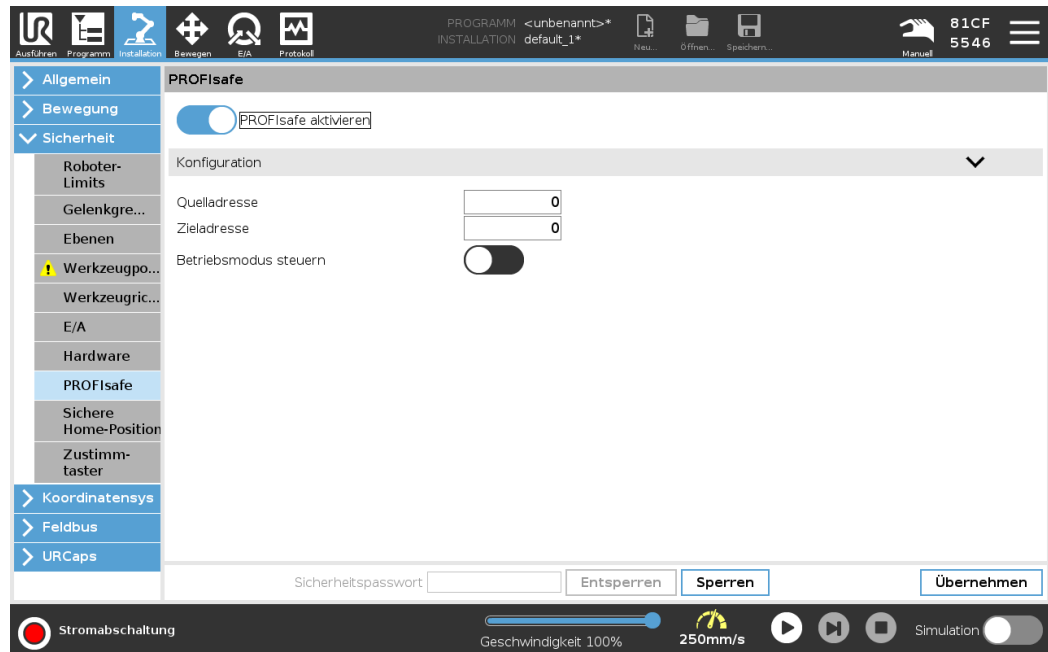 PROGRAMM <unbenannt>*
INSTALLATION default_1*
Ausführen
Programm
Installation
Bewegen
E/A
Protokoll
Neu...
Öffnen...
Speichern...
Manuell
81CF
5546
Allgemein
Bewegung
Sicherheit
Roboter-
Limits
Gelenkgre...
Ebenen
Werkzeugpo...
Werkzeugric...
E/A
Hardware
PROFIsafe
Sichere
Home-Position
Zustimm-
taster
Koordinatensys
Feldbus
URCaps
PROFIsafe
PROFIsafe aktivieren
Konfiguration
Quelladresse 0
Zieladresse 0
Betriebsmodus steuern
Sicherheitspasswort
Entsperren
Sperren
Übernehmen
Stromabschaltung
Geschwindigkeit 100%
250mm/s
Simulation